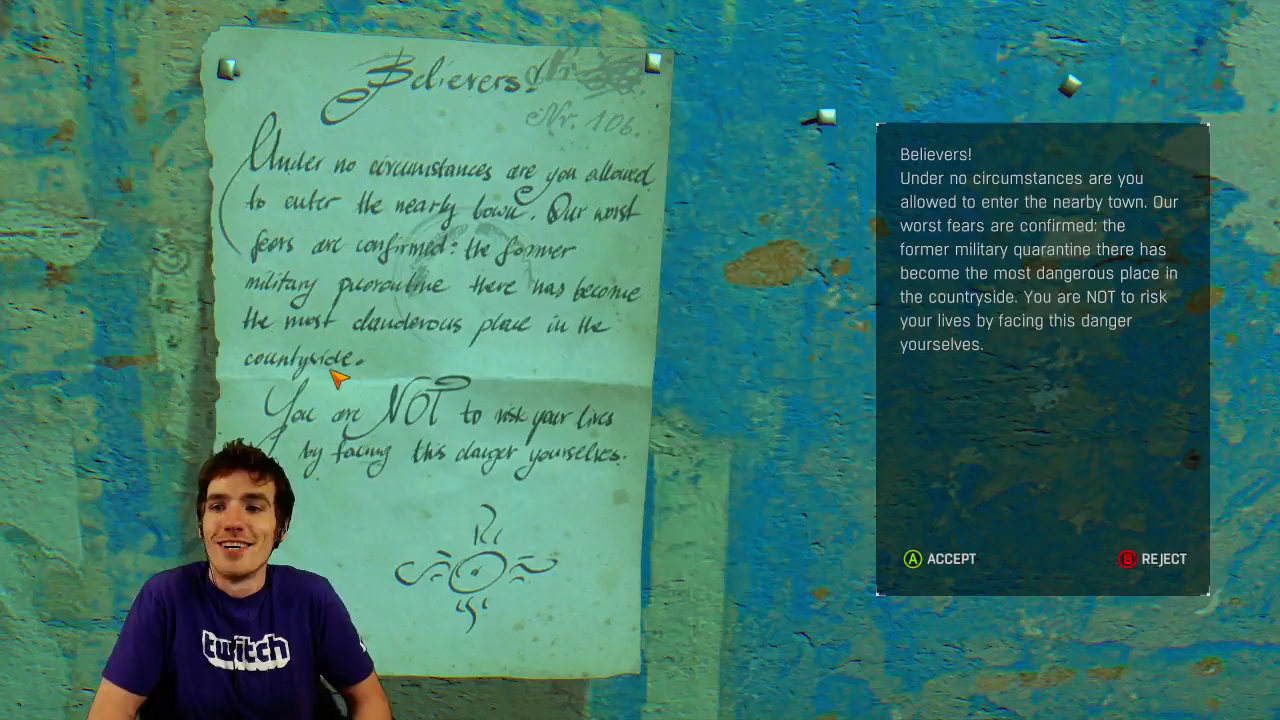 Believers!
Nr. 106.
Under no circumstances are you allowed
to enter the nearby town. Our worst
fears are confirmed: the former
military quarantine there has become
the most dangerous place in the
countryside.
You are NOT to risk your lives
by facing this danger yourselves.
twitch
Believers!
Under no circumstances are you
allowed to enter the nearby town. Our
worst fears are confirmed: the
former military quarantine there has
become the most dangerous place in
the countryside. You are NOT to risk
your lives by facing this danger
yourselves.
A ACCEPT
B REJECT